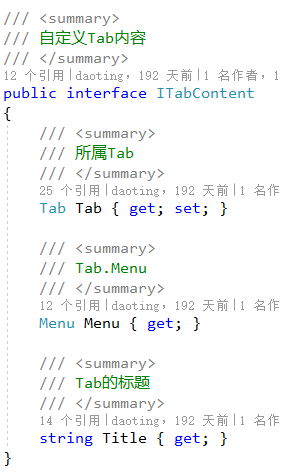 /// <summary>
/// 自定义Tab内容
/// </summary>
12 个引用|daoting，192 天前|1 名作者，1
public interface ITabContent
{
/// <summary>
/// 所属Tab
/// </summary>
25 个引用|daoting，192 天前|1 名作
Tab Tab { get; set; }
/// <summary>
/// Tab.Menu
/// </summary>
12 个引用|daoting，192 天前|1 名作
Menu Menu { get; }
/// <summary>
/// Tab的标题
/// </summary>
14 个引用|daoting，192 天前|1 名作
string Title { get; }
}